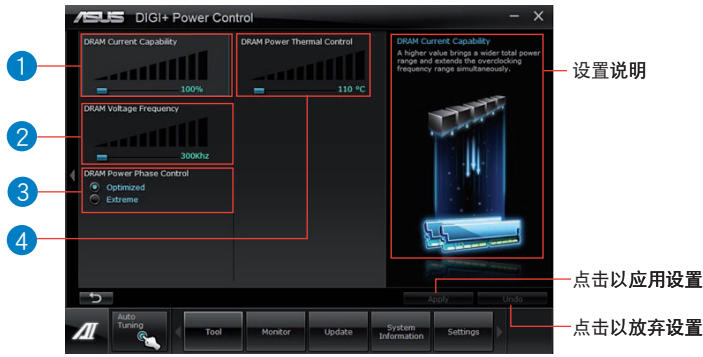 ASUS DIGI+ Power Control
DRAM Current Capability
100%
DRAM Power Thermal Control
110 ºC
DRAM Current Capability
A higher value brings a wider total power
range and extends the overclocking
frequency range simultaneously.
DRAM Voltage Frequency
300Khz
DRAM Power Phase Control
Optimized
Extreme
1
2
3
4
设置说明
点击以应用设置
点击以放弃设置
Apply
Undo
AI
Auto
Tuning
Tool
Monitor
Update
System
Information
Settings